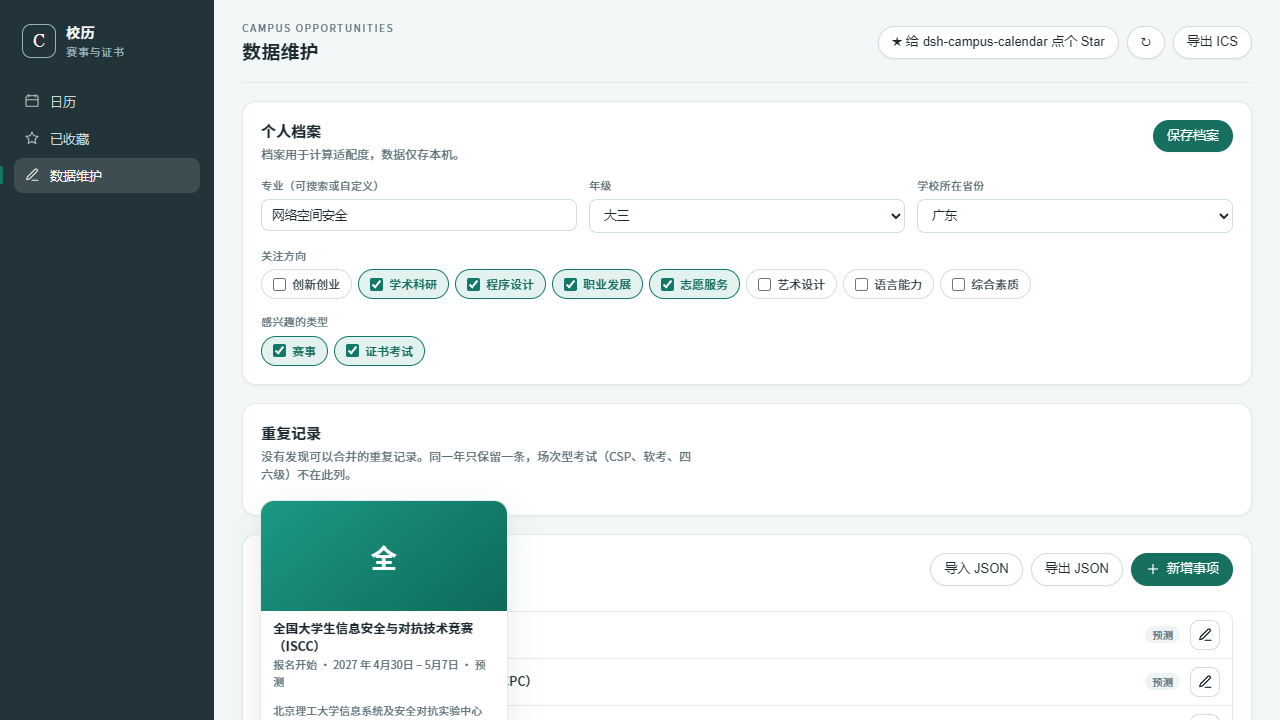 C
校历
赛事与证书
日历
已收藏
数据维护
CAMPUS OPPORTUNITIES
数据维护
★ 给 dsh-campus-calendar 点个 Star
↻
导出 ICS
个人档案
档案用于计算适配度，数据仅存本机。
保存档案
专业（可搜索或自定义）
年级
学校所在省份
网络空间安全
大三
广东
关注方向
创新创业
学术科研
程序设计
职业发展
志愿服务
艺术设计
语言能力
综合素质
感兴趣的类型
赛事
证书考试
重复记录
没有发现可以合并的重复记录。同一年只保留一条，场次型考试（CSP、软考、四
六级）不在此列。
导入 JSON
导出 JSON
＋ 新增事项
全
全国大学生信息安全与对抗技术竞赛
（ISCC）
报名开始 · 2027 年 4月30日 – 5月7日 · 预
测
北京理工大学信息系统及安全对抗实验中心
预测
PC）
预测